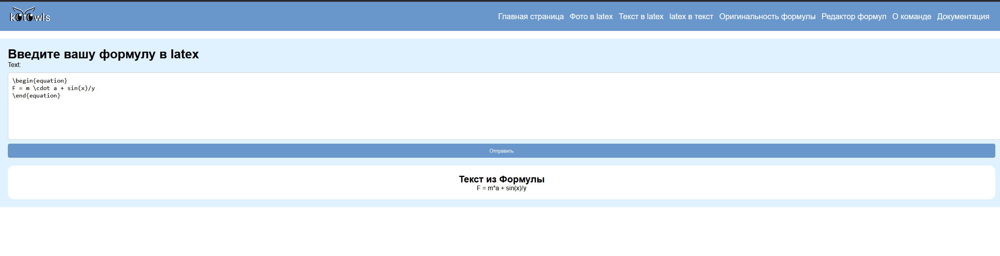 kotowls
Главная страница Фото в latex Текст в latex latex в текст Оригинальность формулы Редактор формул О команде Документация
Введите вашу формулу в latex
Text:
\begin{equation}
F = m \cdot a + sin(x)/y
\end{equation}
Отправить
Текст из Формулы
F = m*a + sin(x)/y